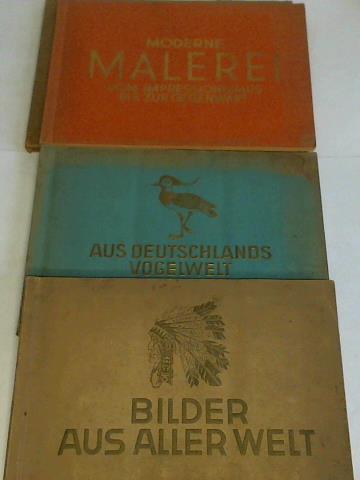 MODERNE
MALEREI
VOM IMPRESSIONISMUS
BIS ZUR GEGENWART
AUS DEUTSCHLANDS
VOGELWELT
BILDER
AUS ALLER WELT